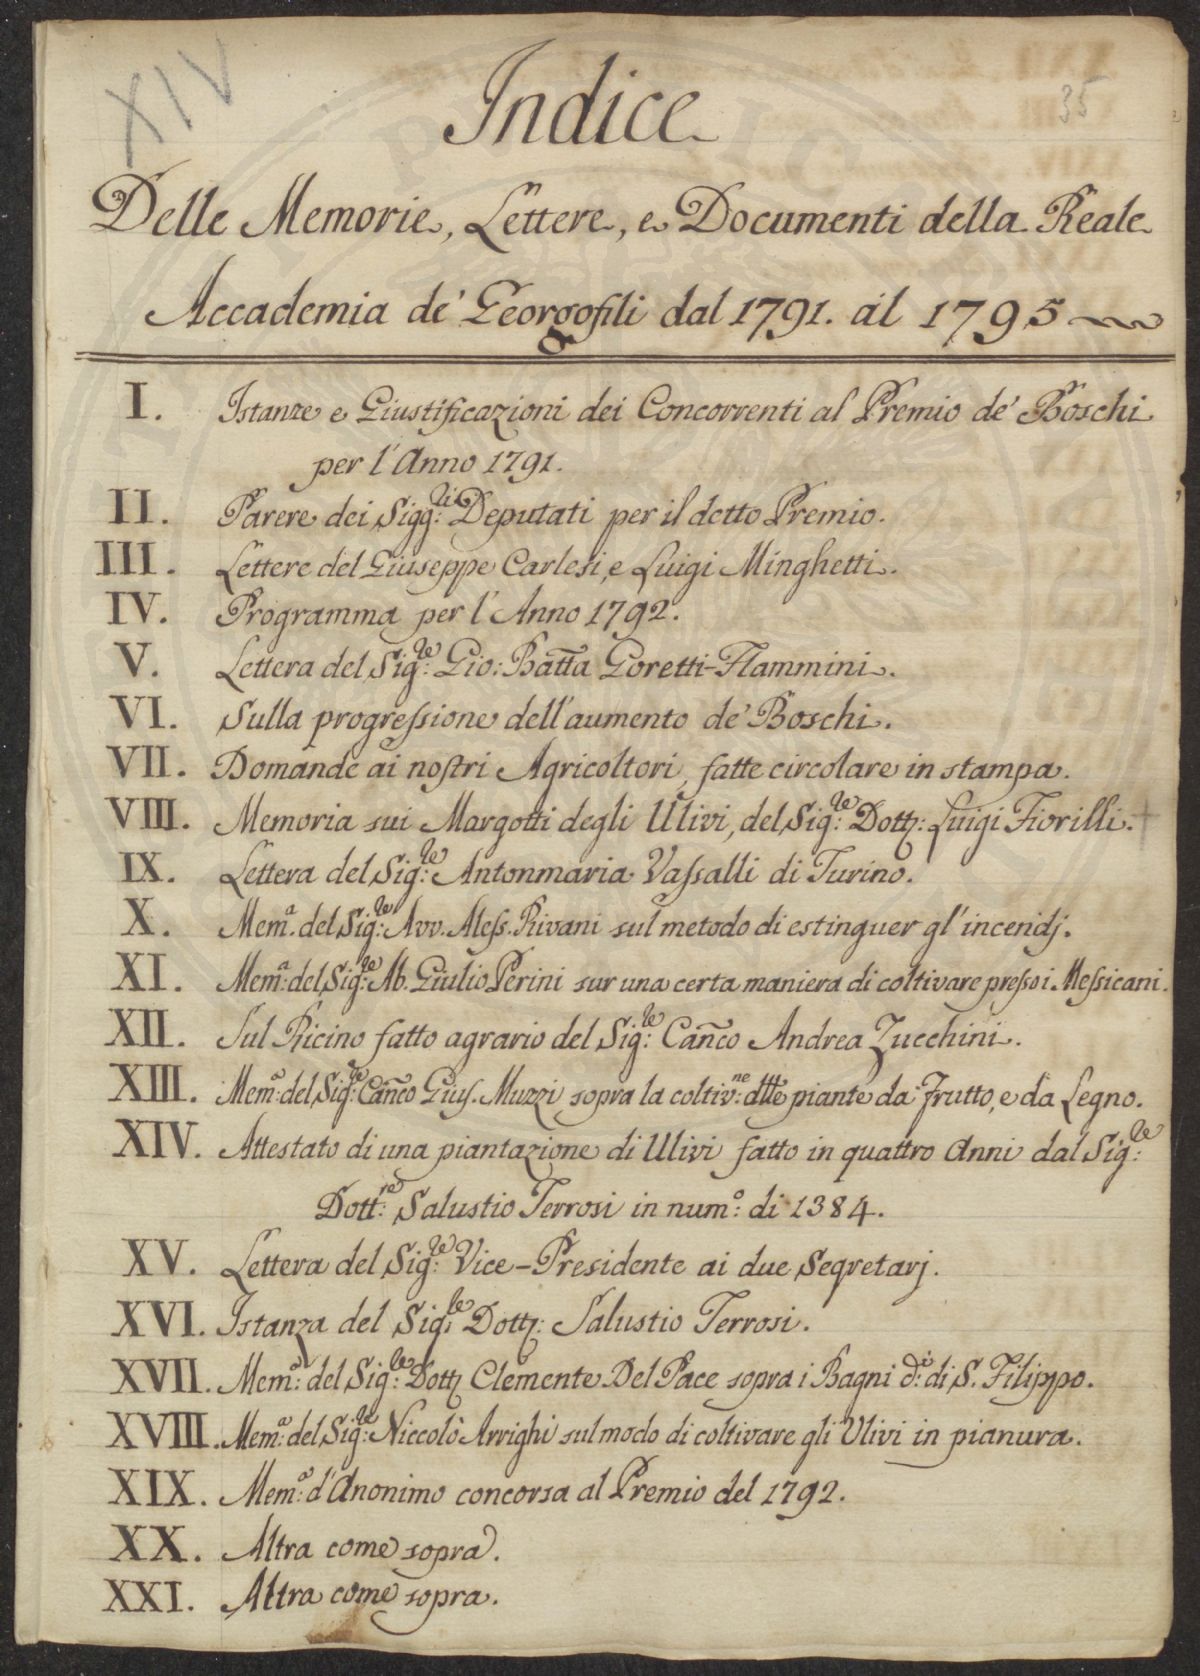 XIV
35
Indice
Delle Memorie, Lettere, e Documenti della Reale
Accademia de' Georgofili dal 1791. al 1795
I. Istanze e Giustificazioni dei Concorrenti al Premio de' Boschi
per l'Anno 1791.
II. Parere dei Sigg:ri Deputati per il detto Premio.
III. Lettere del Giuseppe Carlesi, e Luigi Minghetti.
IV. Programma per l'Anno 1792.
V. Lettera del Sig:re Gio: Batta Goretti-Flammini.
VI. Sulla progressione dell'aumento de' Boschi.
VII. Domande ai nostri Agricoltori, fatte circolare in stampa.
VIII. Memoria sui Margotti degli Ulivi, del Sig:re Dott: Luigi Fiorilli.
IX. Lettera del Sig:re Antonmaria Vassalli di Turino.
X. Mem.a del Sig:re Avv. Aless. Rivani sul metodo di estinguer gl'incendj.
XI. Mem:a del Sig:re Ab. Giulio Perini sur una certa maniera di coltivare presso i Messicani.
XII. Sul Ricino fatto agrario del Sig:re Canco Andrea Zucchini.
XIII. Mem:a del Sig:re Canco Gius. Muzzi sopra la coltiv:ne dlle piante da Frutto, e da Legno.
XIV. Attestato di una piantazione di Ulivi fatto in quattro Anni dal Sig:re
Dott:re Salustio Terrosi in num:o di 1384.
XV. Lettera del Sig:re Vice-Presidente ai due Segretarj.
XVI. Istanza del Sig:re Dott: Salustio Terrosi.
XVII. Mem:a del Sig:re Dott Clemente Del Pace sopra i Bagni d:i di S. Filippo.
XVIII. Mem:a del Sig:re Niccolò Arrighi sul modo di coltivare gli Ulivi in pianura.
XIX. Mem:a d'Anonimo concorsa al Premio del 1792.
XX. Altra come sopra.
XXI. Altra come sopra.